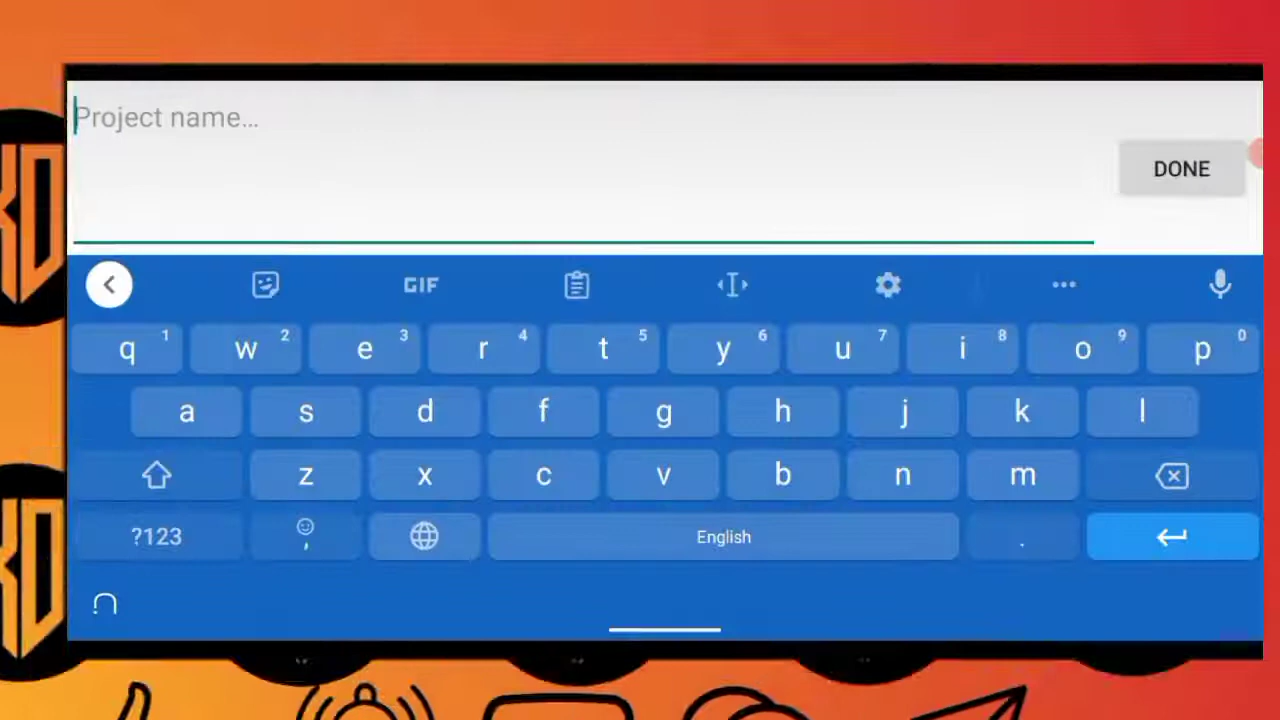 Project name...
DONE
GIF
q 1 w 2 e 3 r 4 t 5 y 6 u 7 i 8 o 9 p 0
a s d f g h j k l
z x c v b n m
?123 , English .